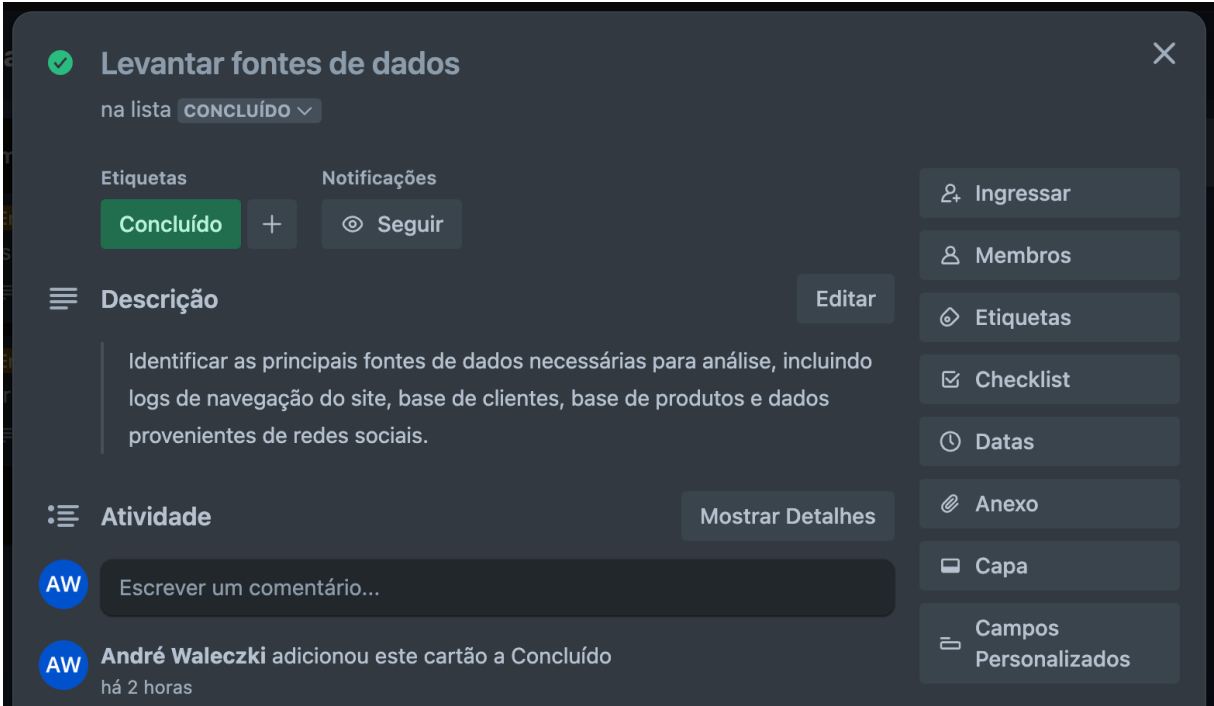 Levantar fontes de dados
na lista CONCLUÍDO
Etiquetas
Notificações
Concluído
+
Seguir
Descrição
Editar
Identificar as principais fontes de dados necessárias para análise, incluindo
logs de navegação do site, base de clientes, base de produtos e dados
provenientes de redes sociais.
Atividade
Mostrar Detalhes
AW
Escrever um comentário...
AW
André Waleczki adicionou este cartão a Concluído
há 2 horas
Ingressar
Membros
Etiquetas
Checklist
Datas
Anexo
Capa
Campos
Personalizados